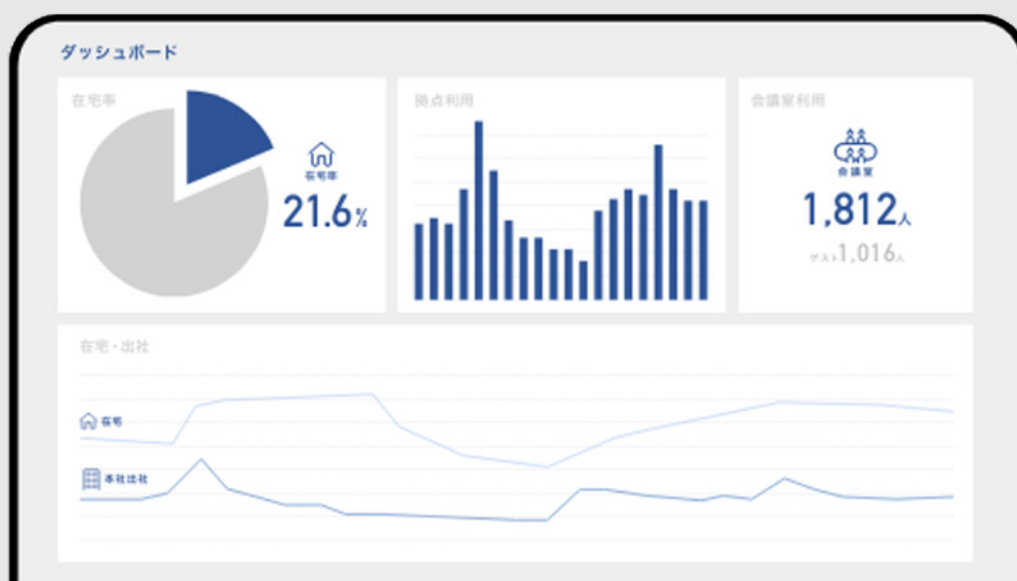 ダッシュボード
在宅率
在宅率
21.6%
拠点利用
会議室利用
会議室
1,812人
ゲスト1,016人
在宅・出社
在宅
本社出社